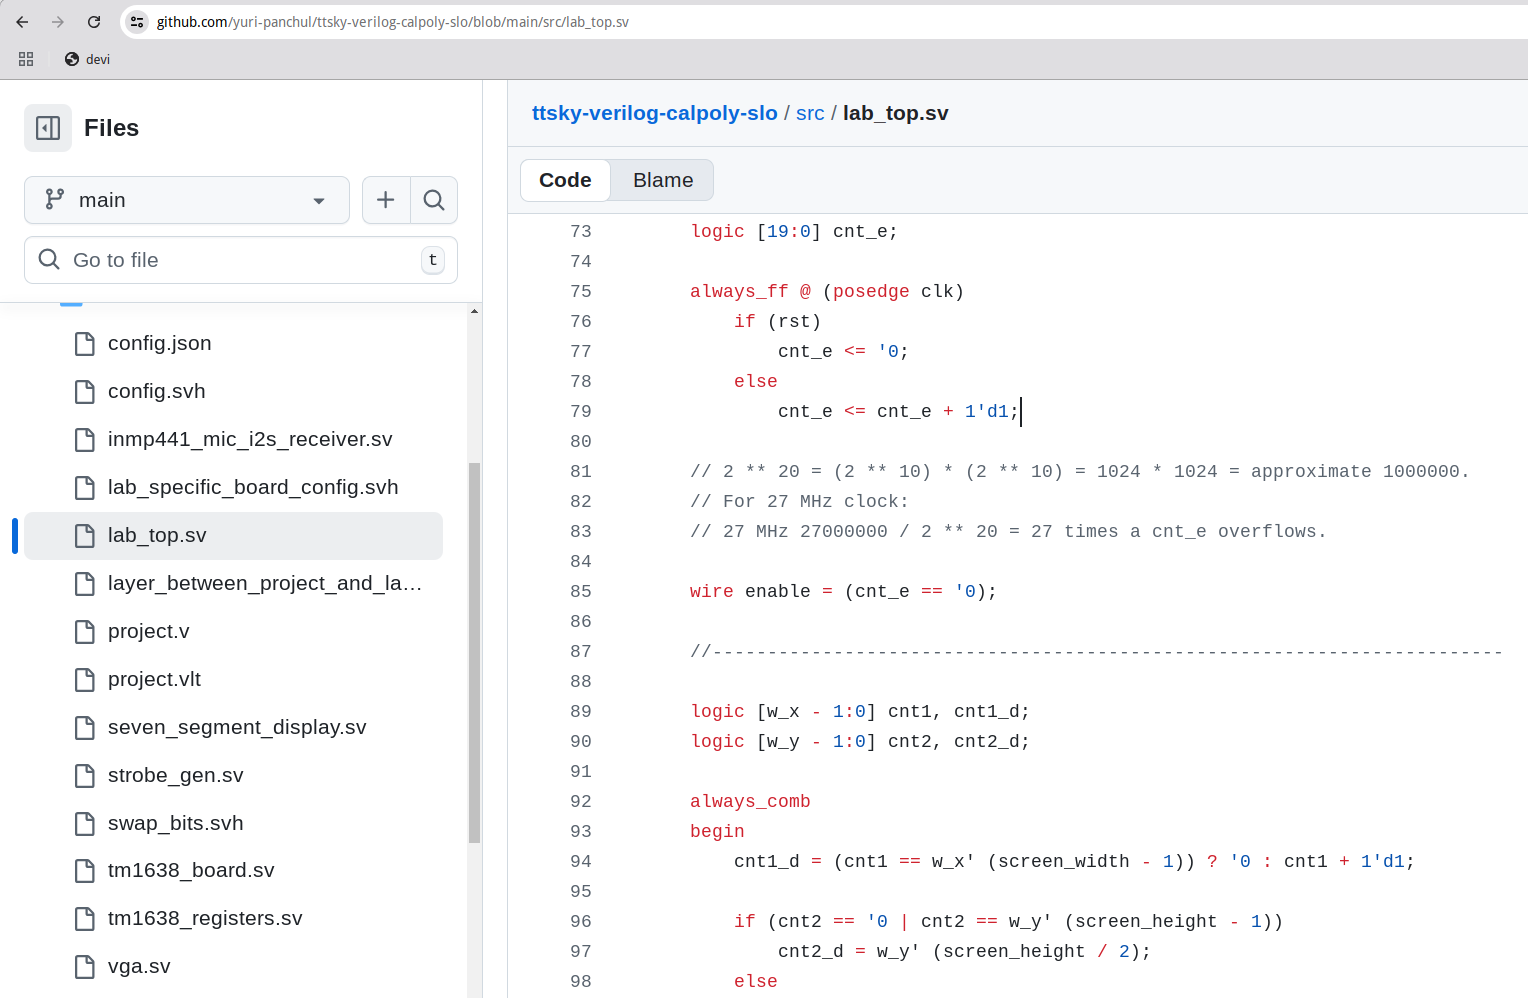 github.com/yuri-panchul/ttsky-verilog-calpoly-slo/blob/main/src/lab_top.sv
devi
Files
main
Go to file
t
config.json
config.svh
inmp441_mic_i2s_receiver.sv
lab_specific_board_config.svh
lab_top.sv
layer_between_project_and_la...
project.v
project.vlt
seven_segment_display.sv
strobe_gen.sv
swap_bits.svh
tm1638_board.sv
tm1638_registers.sv
vga.sv
ttsky-verilog-calpoly-slo / src / lab_top.sv
Code Blame
73 logic [19:0] cnt_e;
74
75 always_ff @ (posedge clk)
76 if (rst)
77 cnt_e <= '0;
78 else
79 cnt_e <= cnt_e + 1'd1;
80
81 // 2 ** 20 = (2 ** 10) * (2 ** 10) = 1024 * 1024 = approximate 1000000.
82 // For 27 MHz clock:
83 // 27 MHz 27000000 / 2 ** 20 = 27 times a cnt_e overflows.
84
85 wire enable = (cnt_e == '0);
86
87 //------------------------------------------------------------------------
88
89 logic [w_x - 1:0] cnt1, cnt1_d;
90 logic [w_y - 1:0] cnt2, cnt2_d;
91
92 always_comb
93 begin
94 cnt1_d = (cnt1 == w_x' (screen_width - 1)) ? '0 : cnt1 + 1'd1;
95
96 if (cnt2 == '0 | cnt2 == w_y' (screen_height - 1))
97 cnt2_d = w_y' (screen_height / 2);
98 else